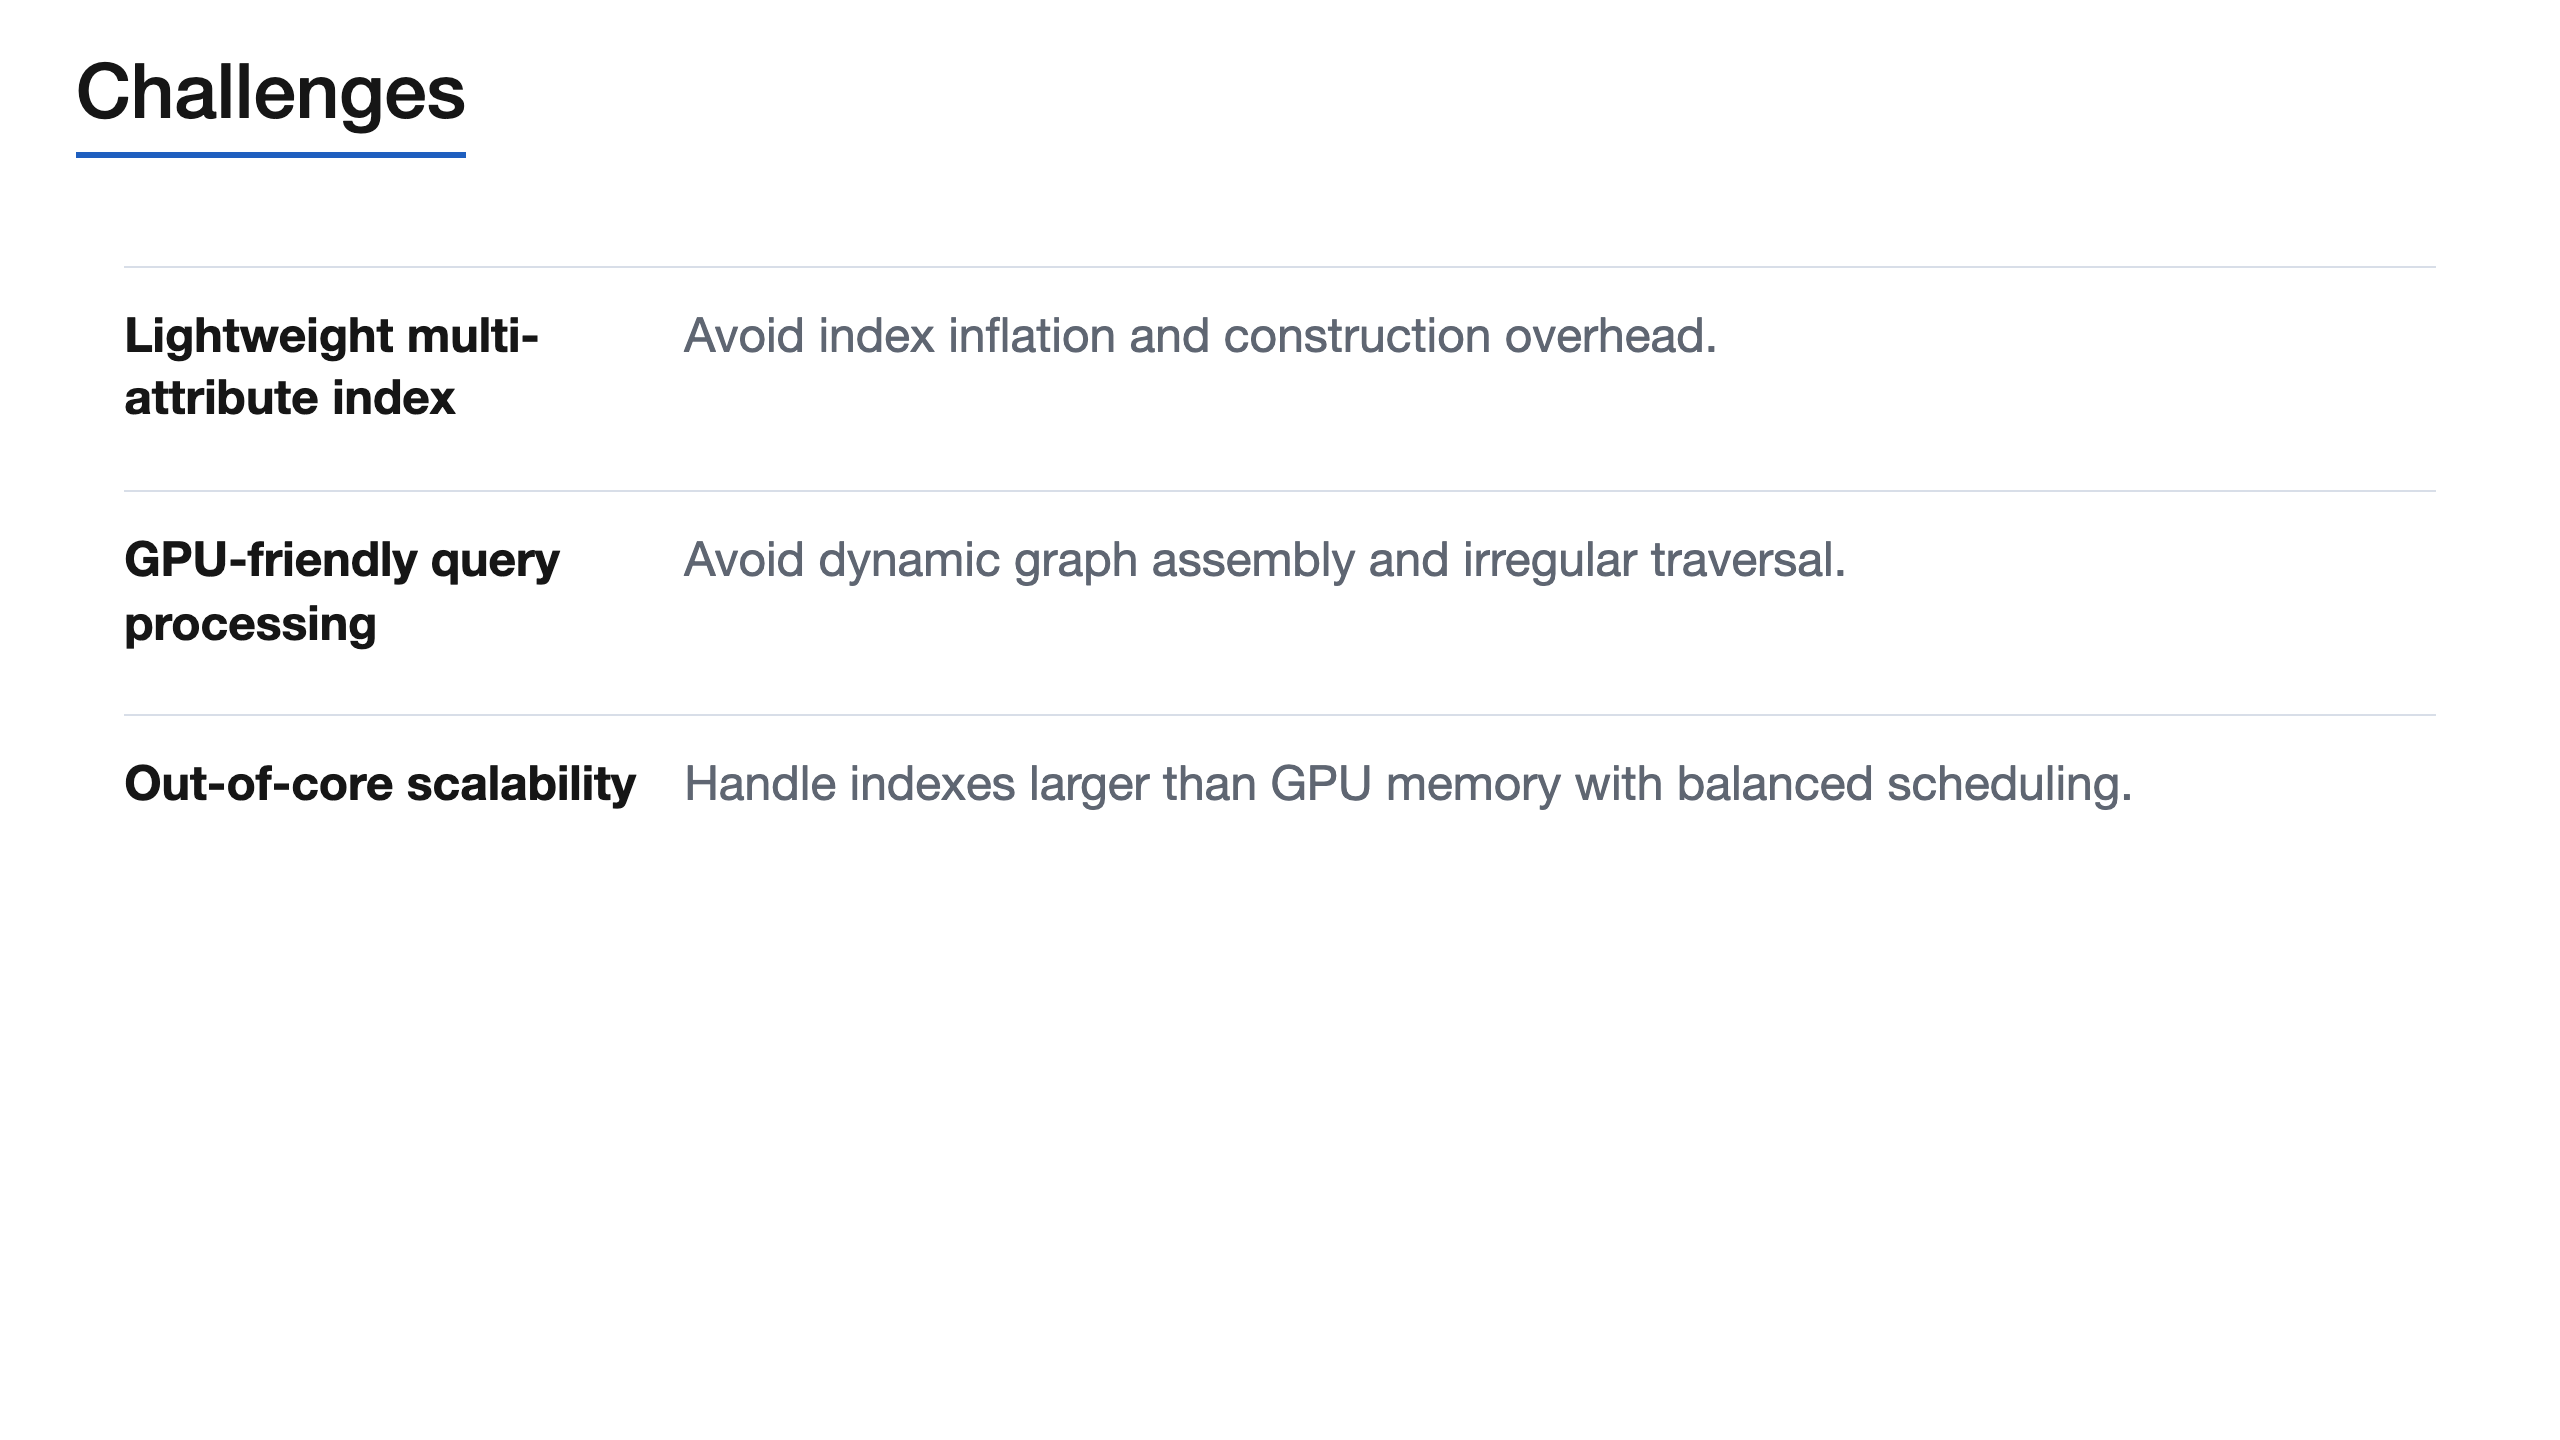 Challenges
Lightweight multi-
attribute index
Avoid index inflation and construction overhead.
GPU-friendly query
processing
Avoid dynamic graph assembly and irregular traversal.
Out-of-core scalability
Handle indexes larger than GPU memory with balanced scheduling.